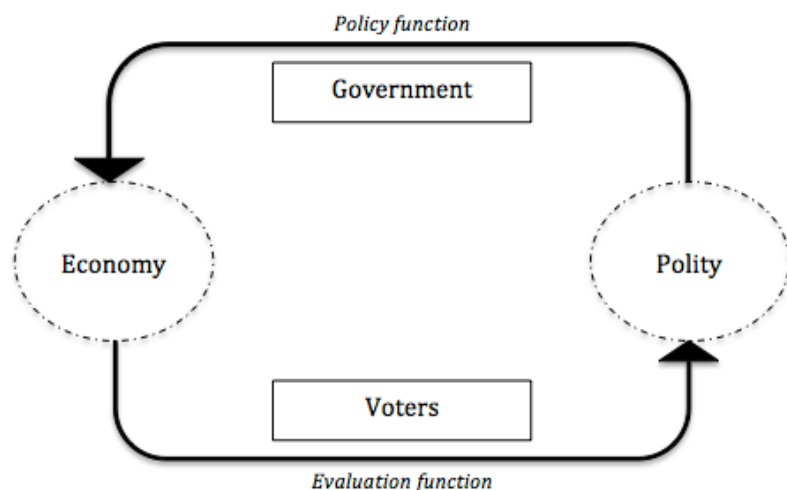 Policy function
Government
Economy
Polity
Voters
Evaluation function